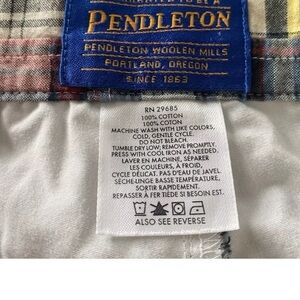 TO BE A
PENDLETON
PENDLETON WOOLEN MILLS
PORTLAND, OREGON
SINCE 1863
RN 29685
100% COTTON
100% COTTON
MACHINE WASH WITH LIKE COLORS,
COLD, GENTLE CYCLE.
DO NOT BLEACH.
TUMBLE DRY LOW; REMOVE PROMPTLY.
PRESS WITH COOL IRON AS NEEDED.
LAVER EN MACHINE, SÉPARER
LES COULEURS, À FROID,
CYCLE DÉLICAT. PAS D'EAU DE JAVEL.
SÈCHE-LINGE BASSE TEMPÉRATURE,
SORTIR RAPIDEMENT.
REPASSER À FER TIÈDE SI BESOIN EST.
ALSO SEE REVERSE